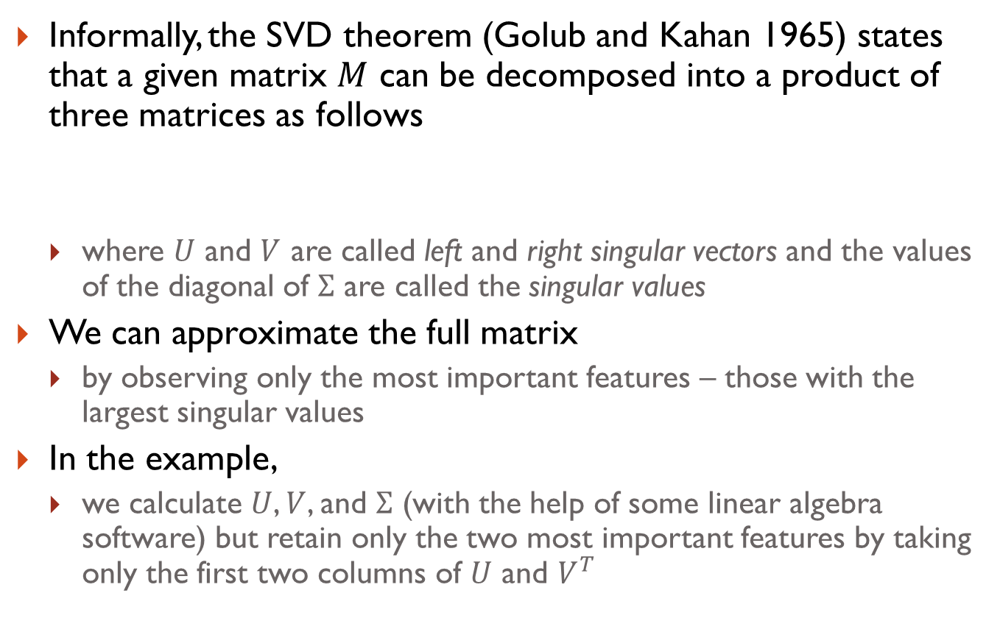 Informally, the SVD theorem (Golub and Kahan 1965) states
that a given matrix M can be decomposed into a product of
three matrices as follows
where U and V are called left and right singular vectors and the values
of the diagonal of Σ are called the singular values
We can approximate the full matrix
by observing only the most important features – those with the
largest singular values
In the example,
we calculate U, V, and Σ (with the help of some linear algebra
software) but retain only the two most important features by taking
only the first two columns of U and Vᵀ